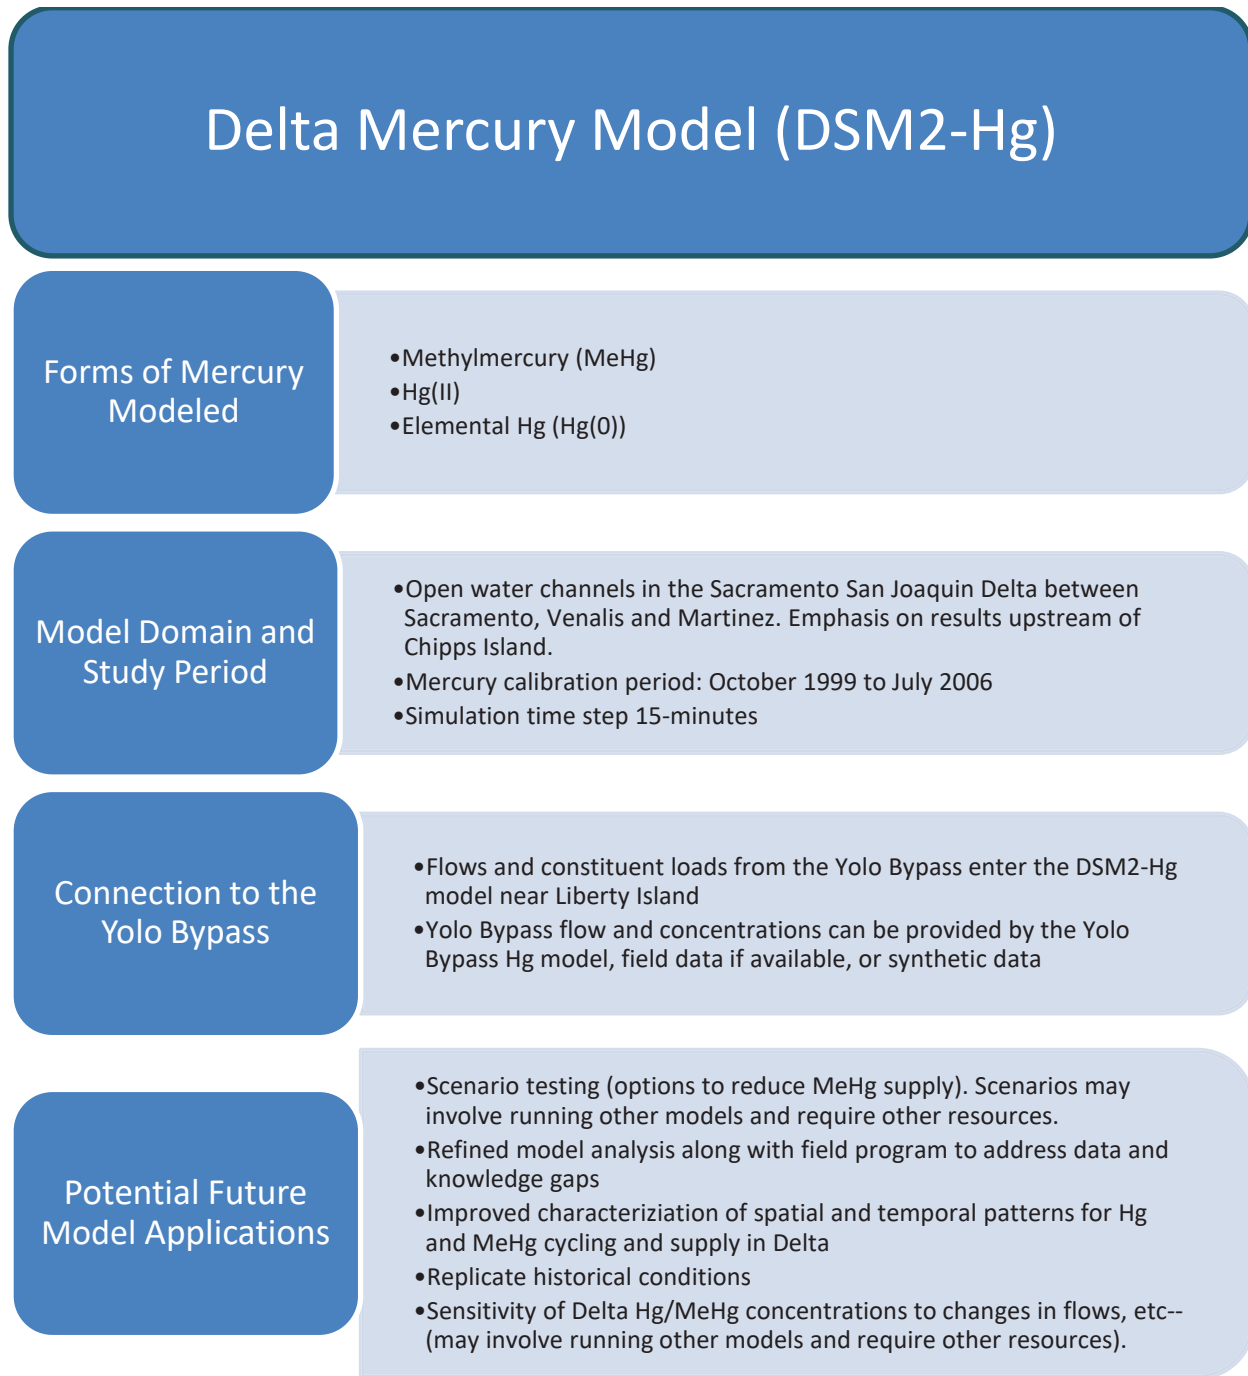 Delta Mercury Model (DSM2-Hg)
Forms of Mercury
Modeled
•Methylmercury (MeHg)
•Hg(II)
•Elemental Hg (Hg(0))
Model Domain and
Study Period
•Open water channels in the Sacramento San Joaquin Delta between
Sacramento, Venalis and Martinez. Emphasis on results upstream of
Chipps Island.
•Mercury calibration period: October 1999 to July 2006
•Simulation time step 15-minutes
Connection to the
Yolo Bypass
•Flows and constituent loads from the Yolo Bypass enter the DSM2-Hg
model near Liberty Island
•Yolo Bypass flow and concentrations can be provided by the Yolo
Bypass Hg model, field data if available, or synthetic data
Potential Future
Model Applications
•Scenario testing (options to reduce MeHg supply). Scenarios may
involve running other models and require other resources.
•Refined model analysis along with field program to address data and
knowledge gaps
•Improved characteriziation of spatial and temporal patterns for Hg
and MeHg cycling and supply in Delta
•Replicate historical conditions
•Sensitivity of Delta Hg/MeHg concentrations to changes in flows, etc--
(may involve running other models and require other resources).